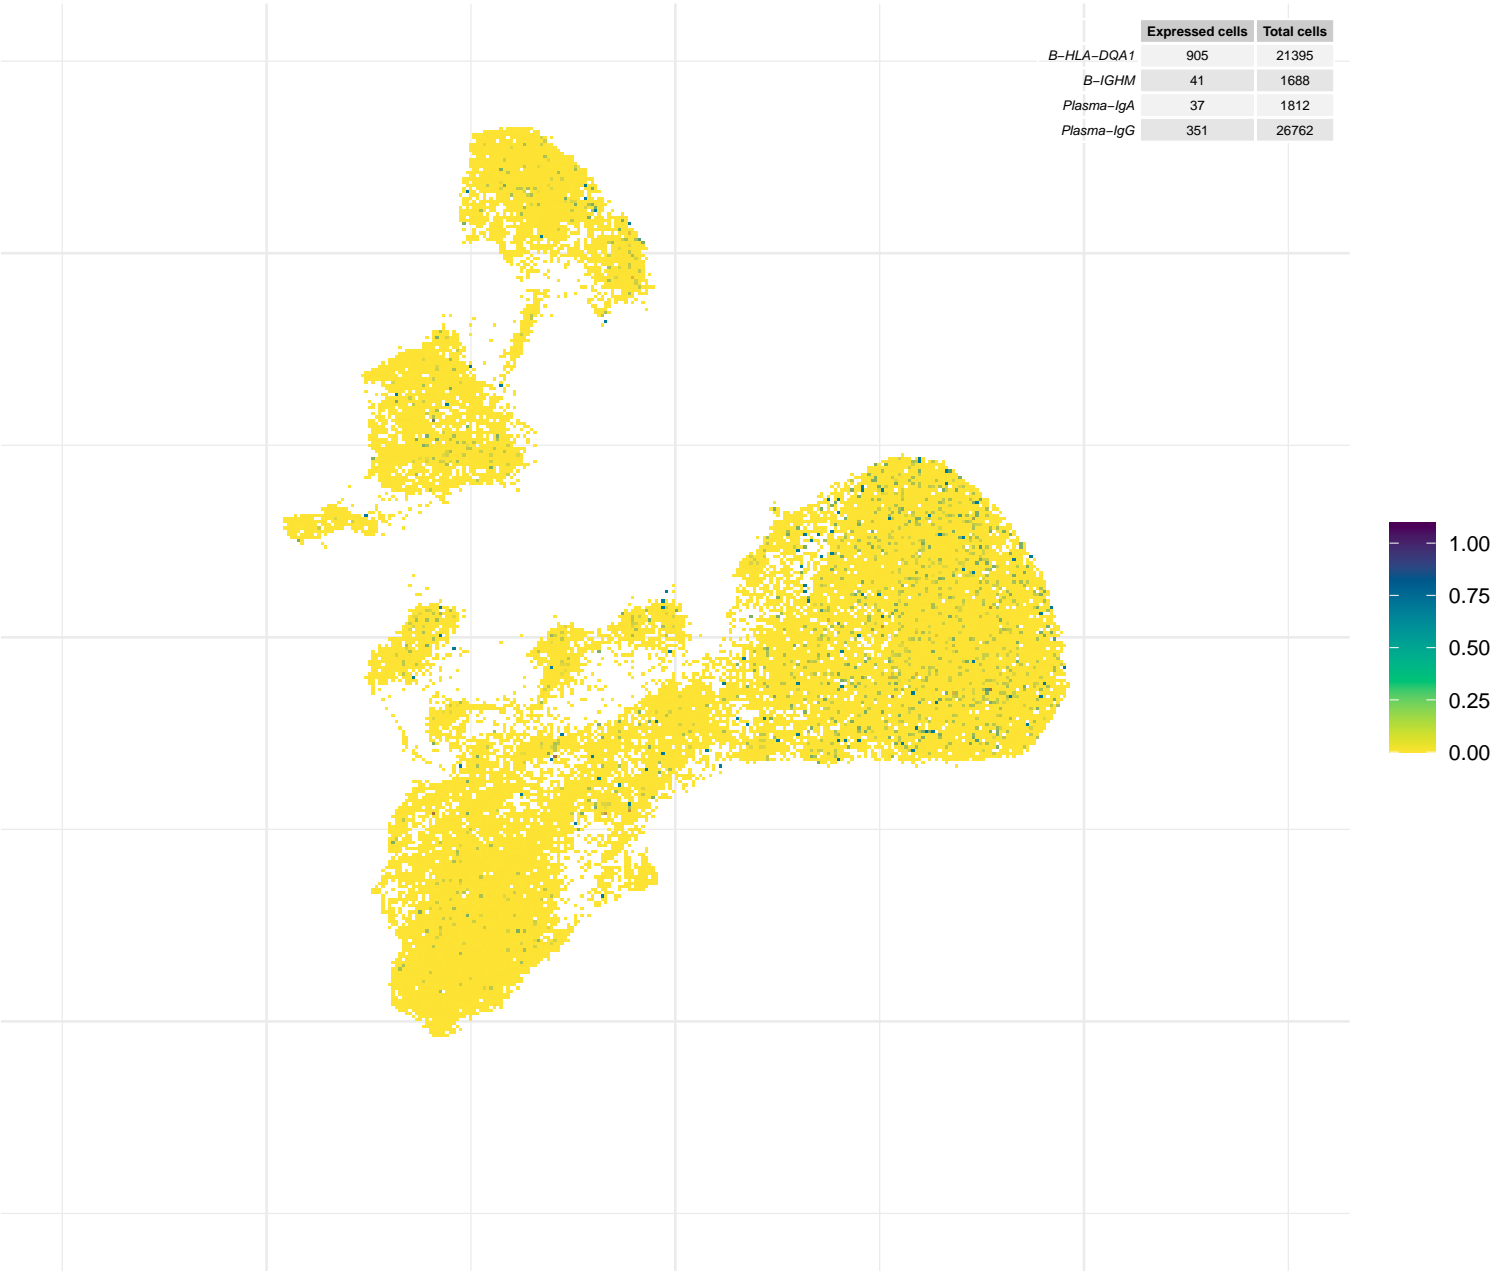 Expressed cells Total cells
B−HLA−DQA1 905 21395
B−IGHM 41 1688
Plasma−IgA 37 1812
Plasma−IgG 351 26762
1.00
0.75
0.50
0.25
0.00